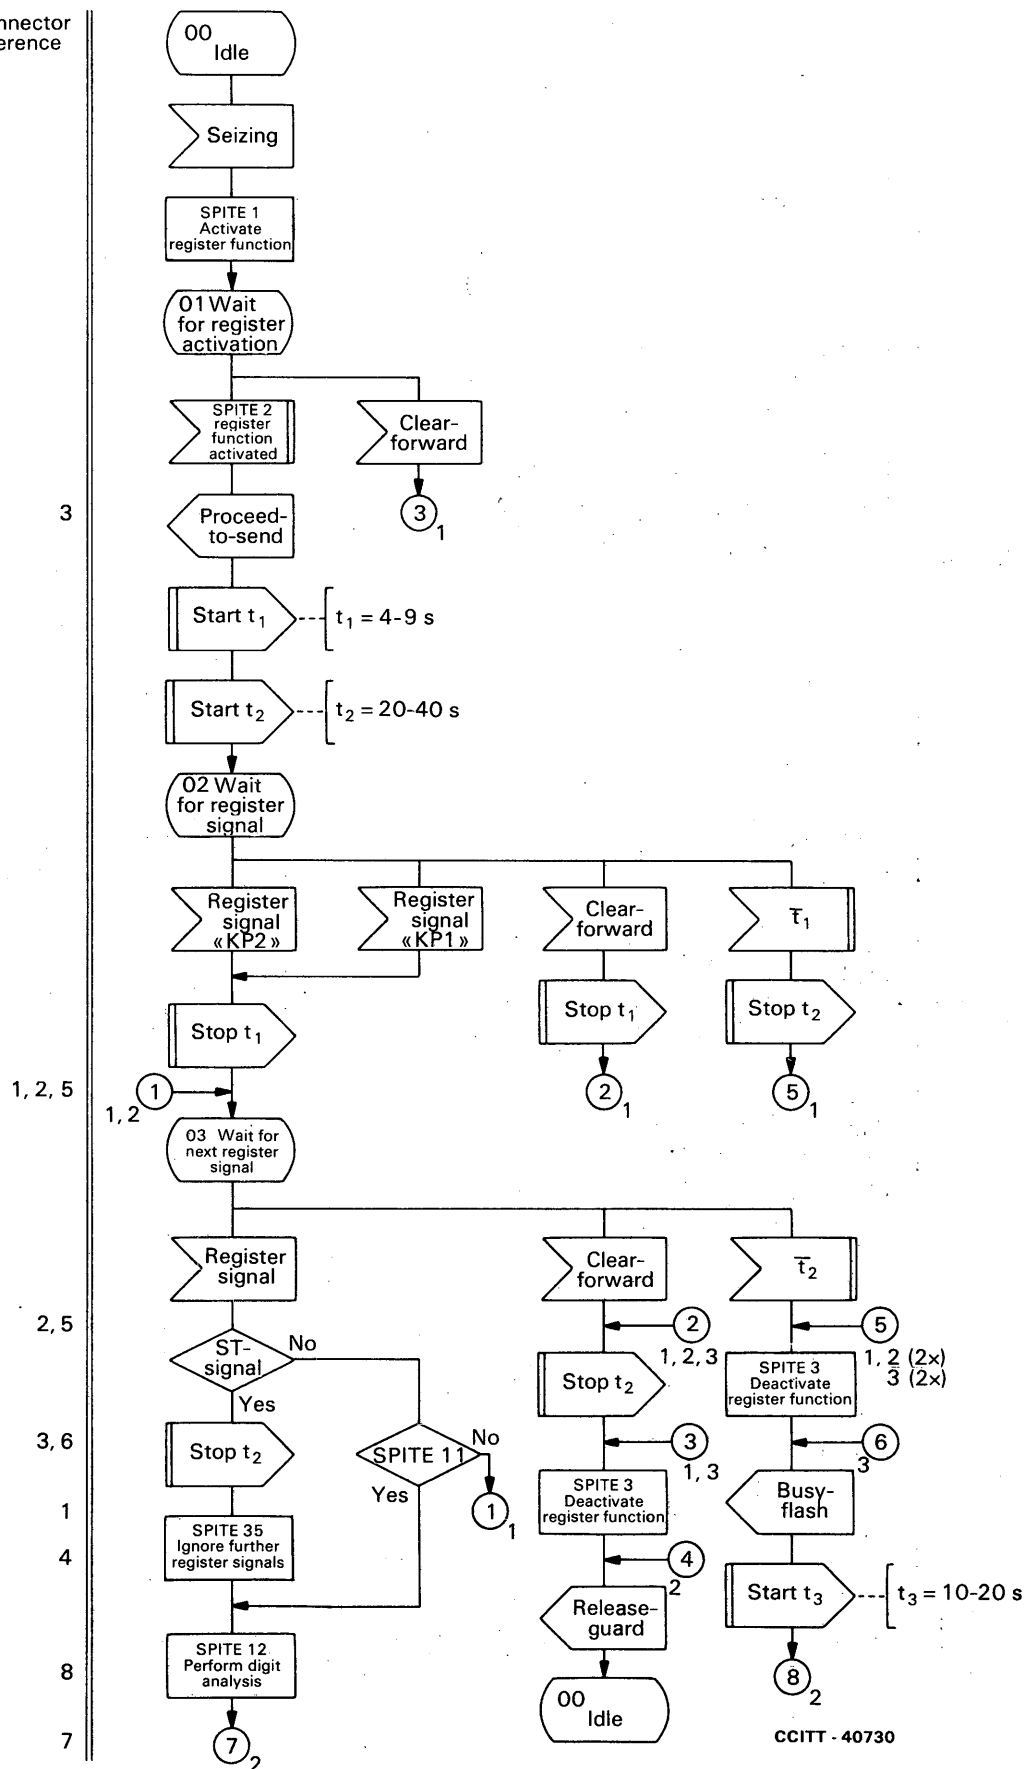 nnector
erence
00
Idle
Seizing
SPITE 1
Activate
register function
01 Wait
for register
activation
SPITE 2
register
function
activated
Clear-
forward
3
Proceed-
to-send
3
1
Start t1
t1 = 4-9 s
Start t2
t2 = 20-40 s
02 Wait
for register
signal
Register
signal
«KP2»
Register
signal
«KP1»
Clear-
forward
t̅1
Stop t1
Stop t2
Stop t1
1, 2, 5
1
1, 2
2
1
5
1
03 Wait for
next register
signal
Register
signal
Clear-
forward
t̅2
2, 5
2
1, 2, 3
5
1, 2 (2x)
3 (2x)
ST-
signal
No
Yes
Stop t2
SPITE 3
Deactivate
register function
3, 6
Stop t2
SPITE 11
No
Yes
3
1, 3
6
3
1
1
1
SPITE 3
Deactivate
register function
Busy-
flash
SPITE 35
Ignore further
register signals
4
4
2
Start t3
t3 = 10-20 s
Release-
guard
8
SPITE 12
Perform digit
analysis
8
2
00
Idle
7
7
2
CCITT - 40730